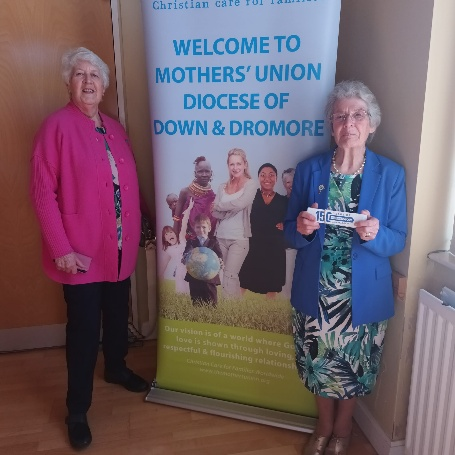 Christian care for families
WELCOME TO
MOTHERS' UNION
DIOCESE OF
DOWN & DROMORE
150
Our vision is of a world where God's
love is shown through loving,
respectful & flourishing relationships